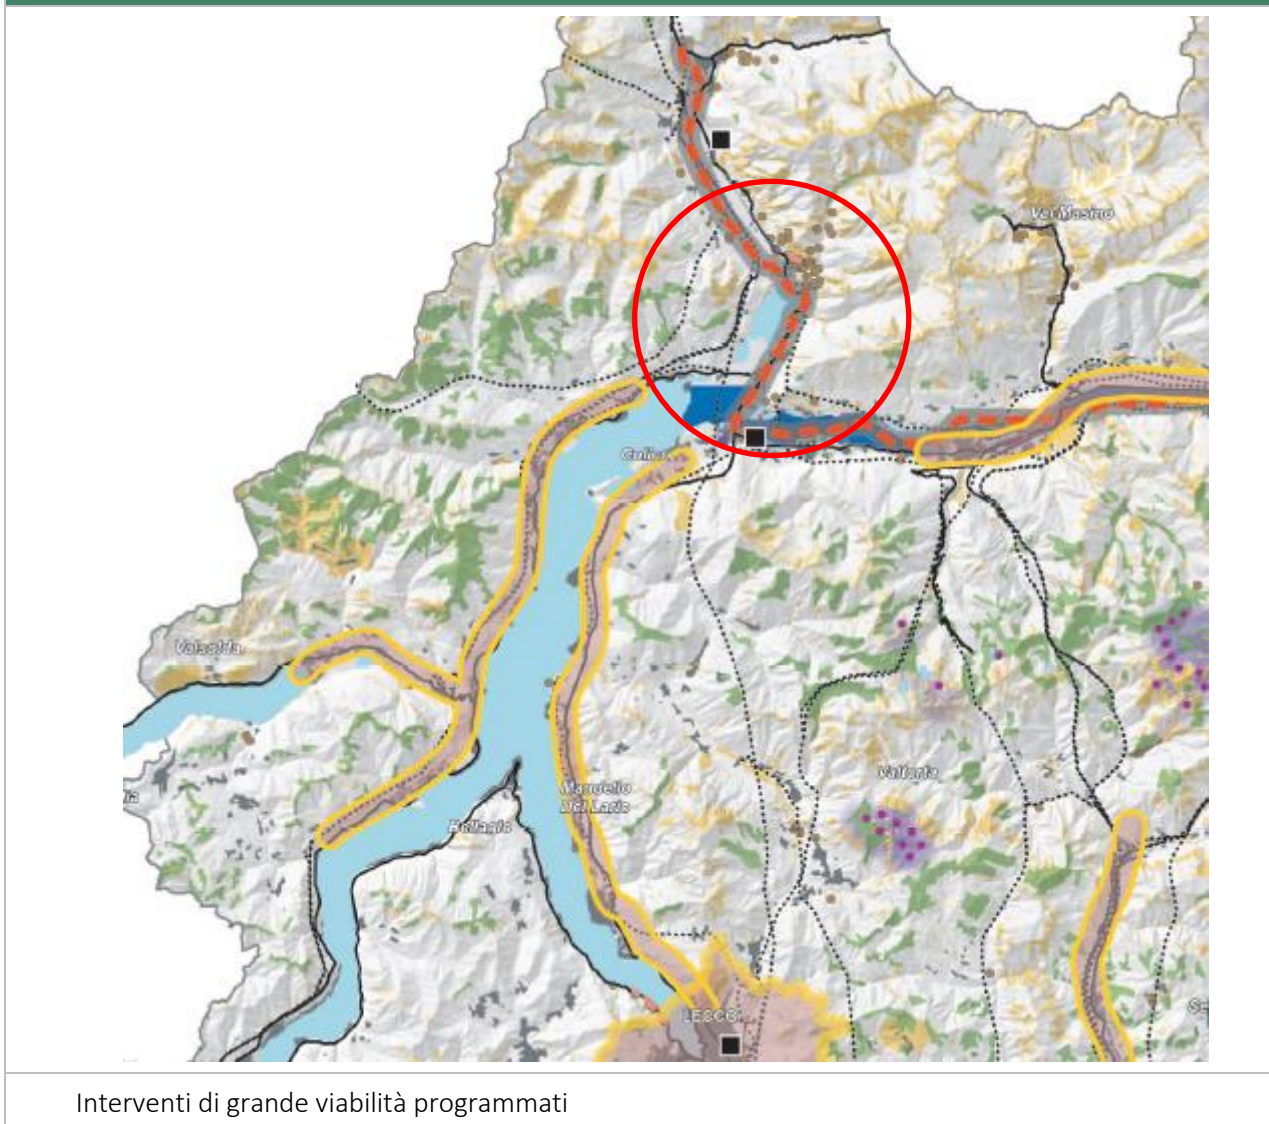 Val Masino
Colico
Valsolda
Valtorta
Mandello
Del Lario
Bellagio
LECCO
Interventi di grande viabilità programmati